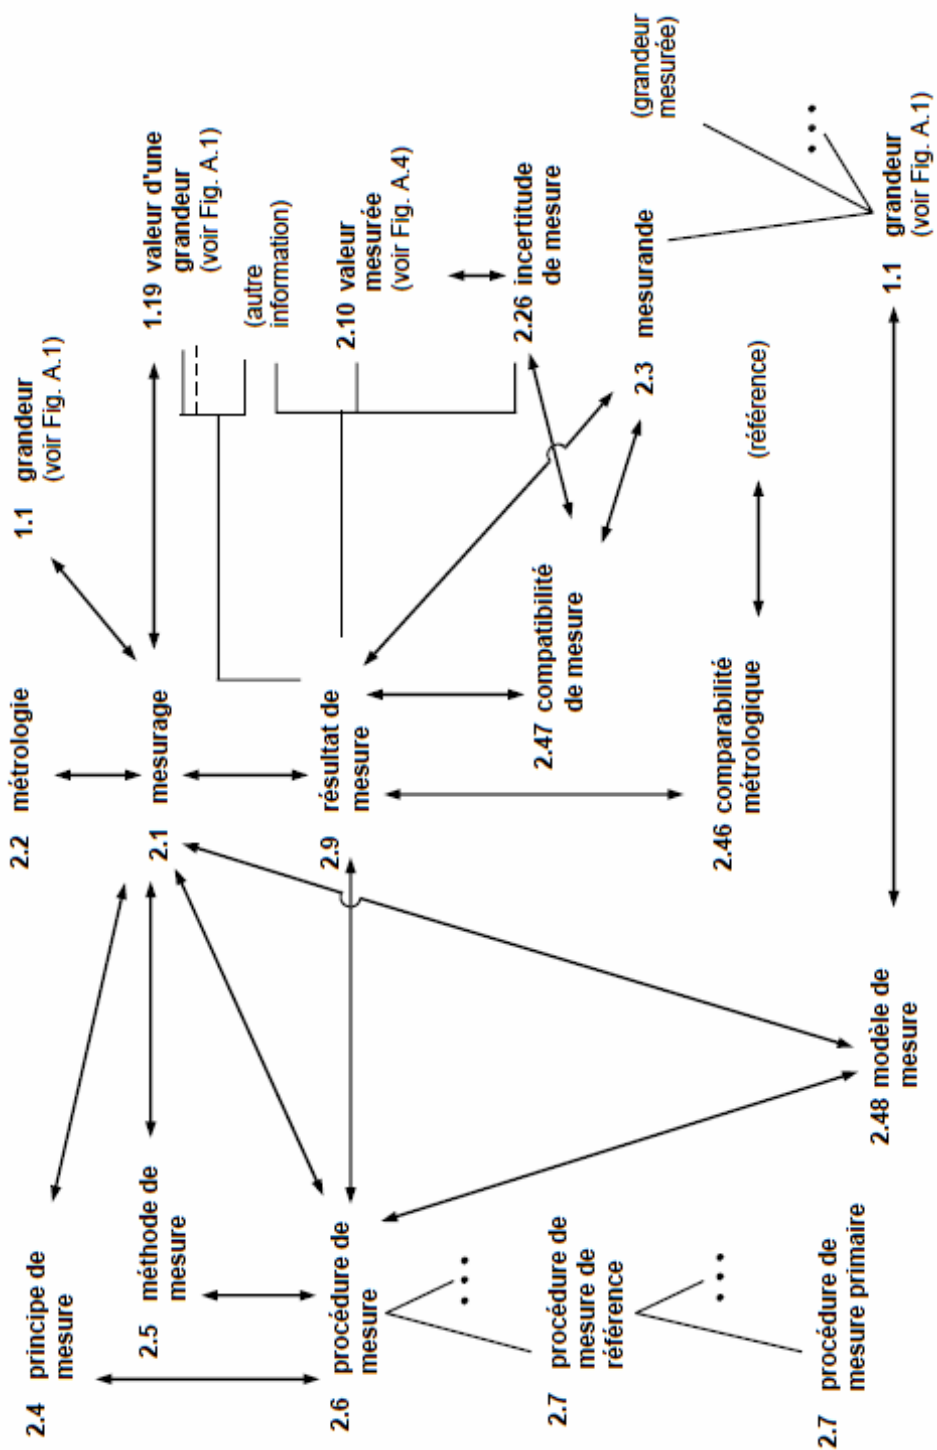 2.4 principe de
mesure
2.2 métrologie
1.1 grandeur
(voir Fig. A.1)
2.5 méthode de
mesure
2.1 mesurage
1.19 valeur d'une
grandeur
(voir Fig. A.1)
(autre
information)
2.6 procédure de
mesure
2.9 résultat de
mesure
2.10 valeur
mesurée
(voir Fig. A.4)
2.7 procédure de
mesure de
référence
2.47 compatibilité
de mesure
2.26 incertitude
de mesure
2.3 mesurande
(grandeur
mesurée)
2.46 comparabilité
métrologique
(référence)
2.7 procédure de
mesure primaire
2.48 modèle de
mesure
1.1 grandeur
(voir Fig. A.1)